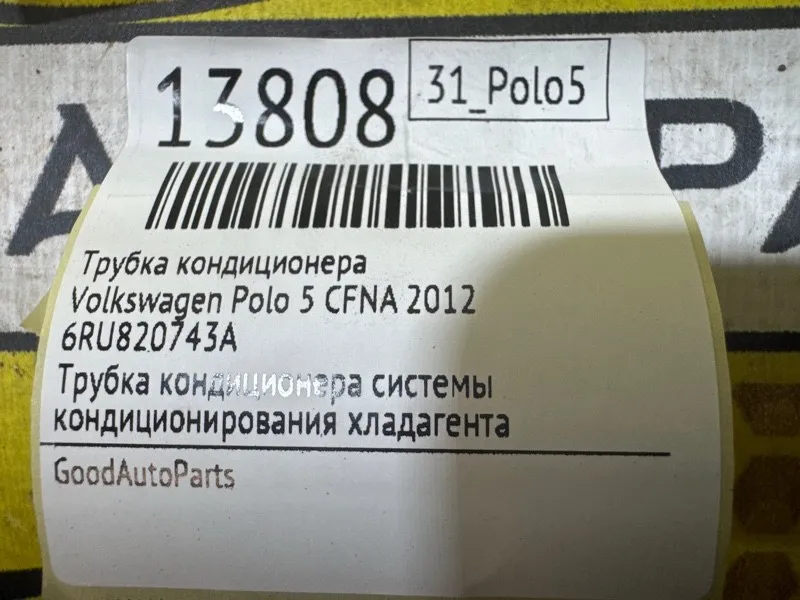 13808
31_Polo5
Трубка кондиционера
Volkswagen Polo 5 CFNA 2012
6RU820743A
Трубка кондиционера системы
кондиционирования хладагента
GoodAutoParts